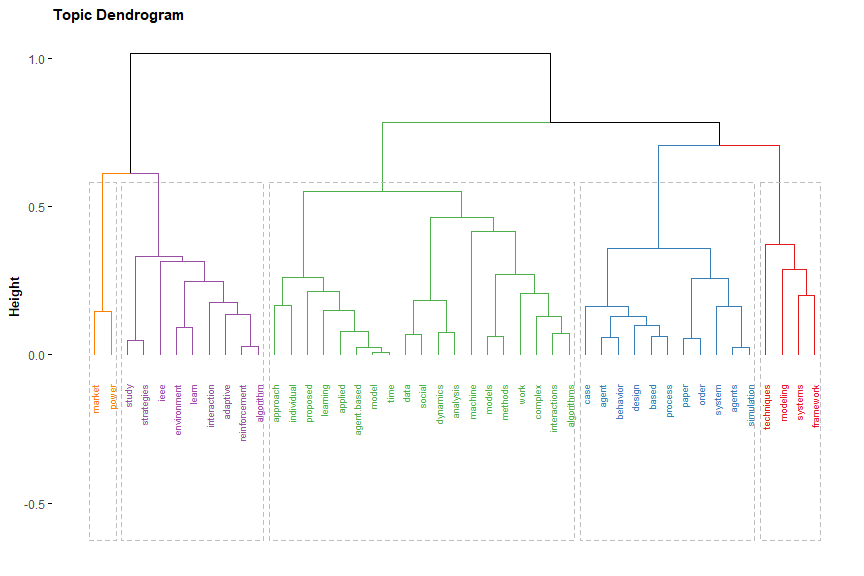 Topic Dendrogram
1.0
0.5
0.0
-0.5
Height
market
power
study
strategies
ieee
environment
learn
interaction
adaptive
reinforcement
algorithm
approach
individual
proposed
learning
applied
agent.based
model
time
data
social
dynamics
analysis
machine
models
methods
work
complex
interactions
algorithms
case
agent
behavior
design
based
process
paper
order
system
agents
simulation
techniques
modeling
systems
framework